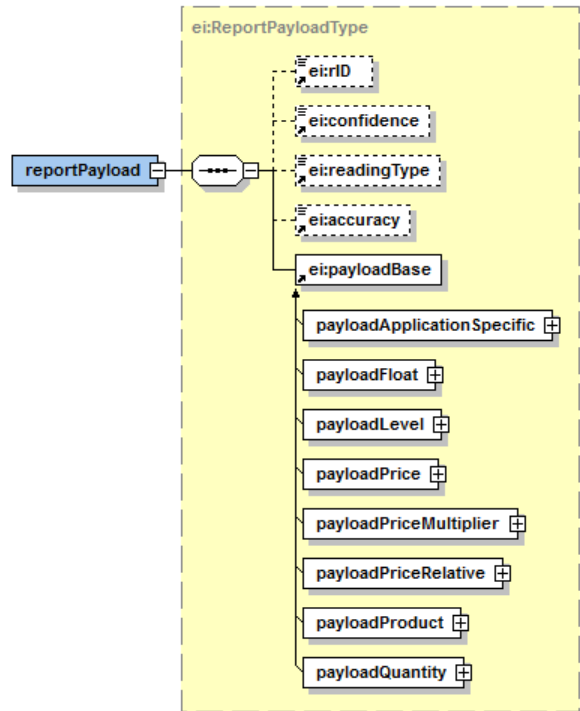 ei:ReportPayloadType
ei:rID
ei:confidence
reportPayload
ei:readingType
ei:accuracy
ei:payloadBase
payloadApplicationSpecific
payloadFloat
payloadLevel
payloadPrice
payloadPriceMultiplier
payloadPriceRelative
payloadProduct
payloadQuantity